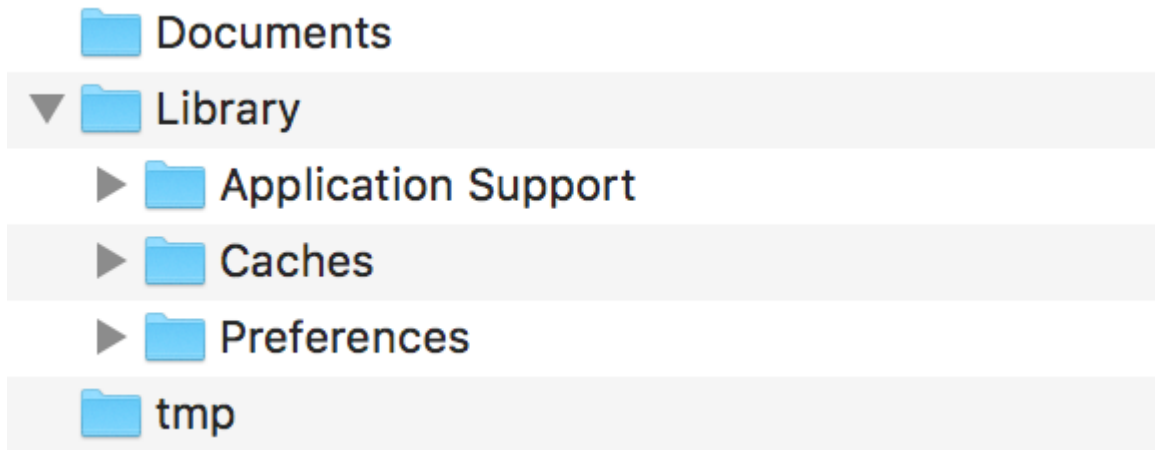 Documents
Library
Application Support
Caches
Preferences
tmp